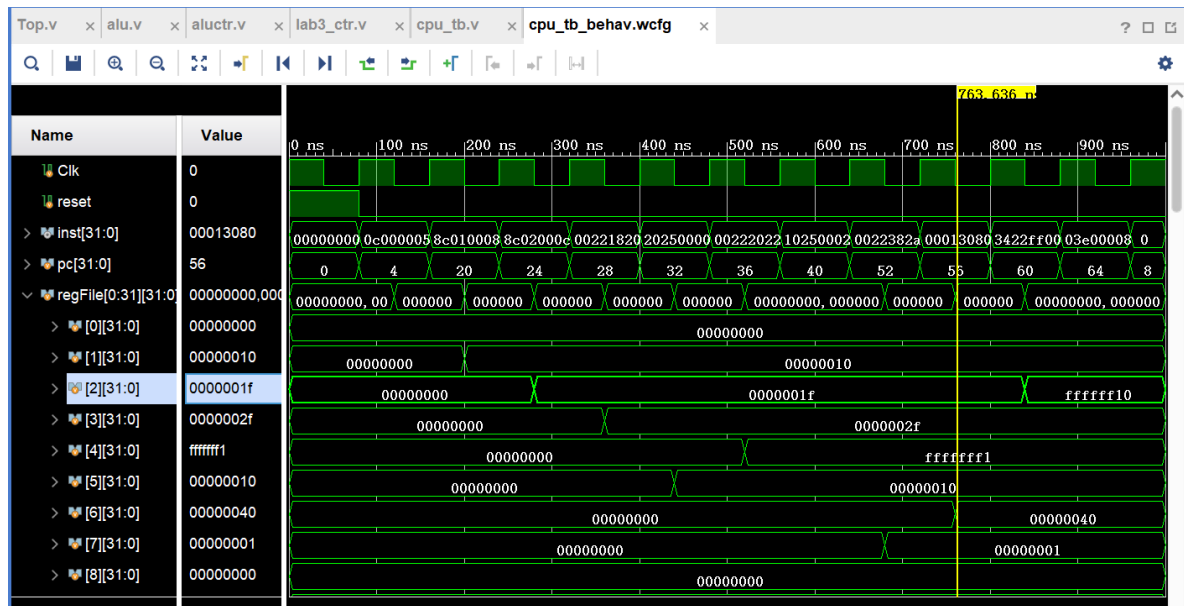 Top.v × alu.v × aluctr.v × lab3_ctr.v × cpu_tb.v × cpu_tb_behav.wcfg × ?
763.636 ns
Name Value 0 ns 100 ns 200 ns 300 ns 400 ns 500 ns 600 ns 700 ns 800 ns 900 ns
Clk 0
reset 0
inst[31:0] 00013080 00000000 0c000005 8c010008 8c02000c 00221820 20250000 00222022 10250002 0022382a 00013080 3422ff00 03e00008 0
pc[31:0] 56 0 4 20 24 28 32 36 40 52 56 60 64 8
regFile[0:31][31:0] 00000000,000 00000000, 00 000000 000000 000000 000000 000000 00000000, 000000 000000 000000 00000000, 000000
[0][31:0] 00000000 00000000
[1][31:0] 00000010 00000000 00000010
[2][31:0] 0000001f 00000000 0000001f ffffff10
[3][31:0] 0000002f 00000000 0000002f
[4][31:0] fffffff1 00000000 fffffff1
[5][31:0] 00000010 00000000 00000010
[6][31:0] 00000040 00000000 00000040
[7][31:0] 00000001 00000000 00000001
[8][31:0] 00000000 00000000